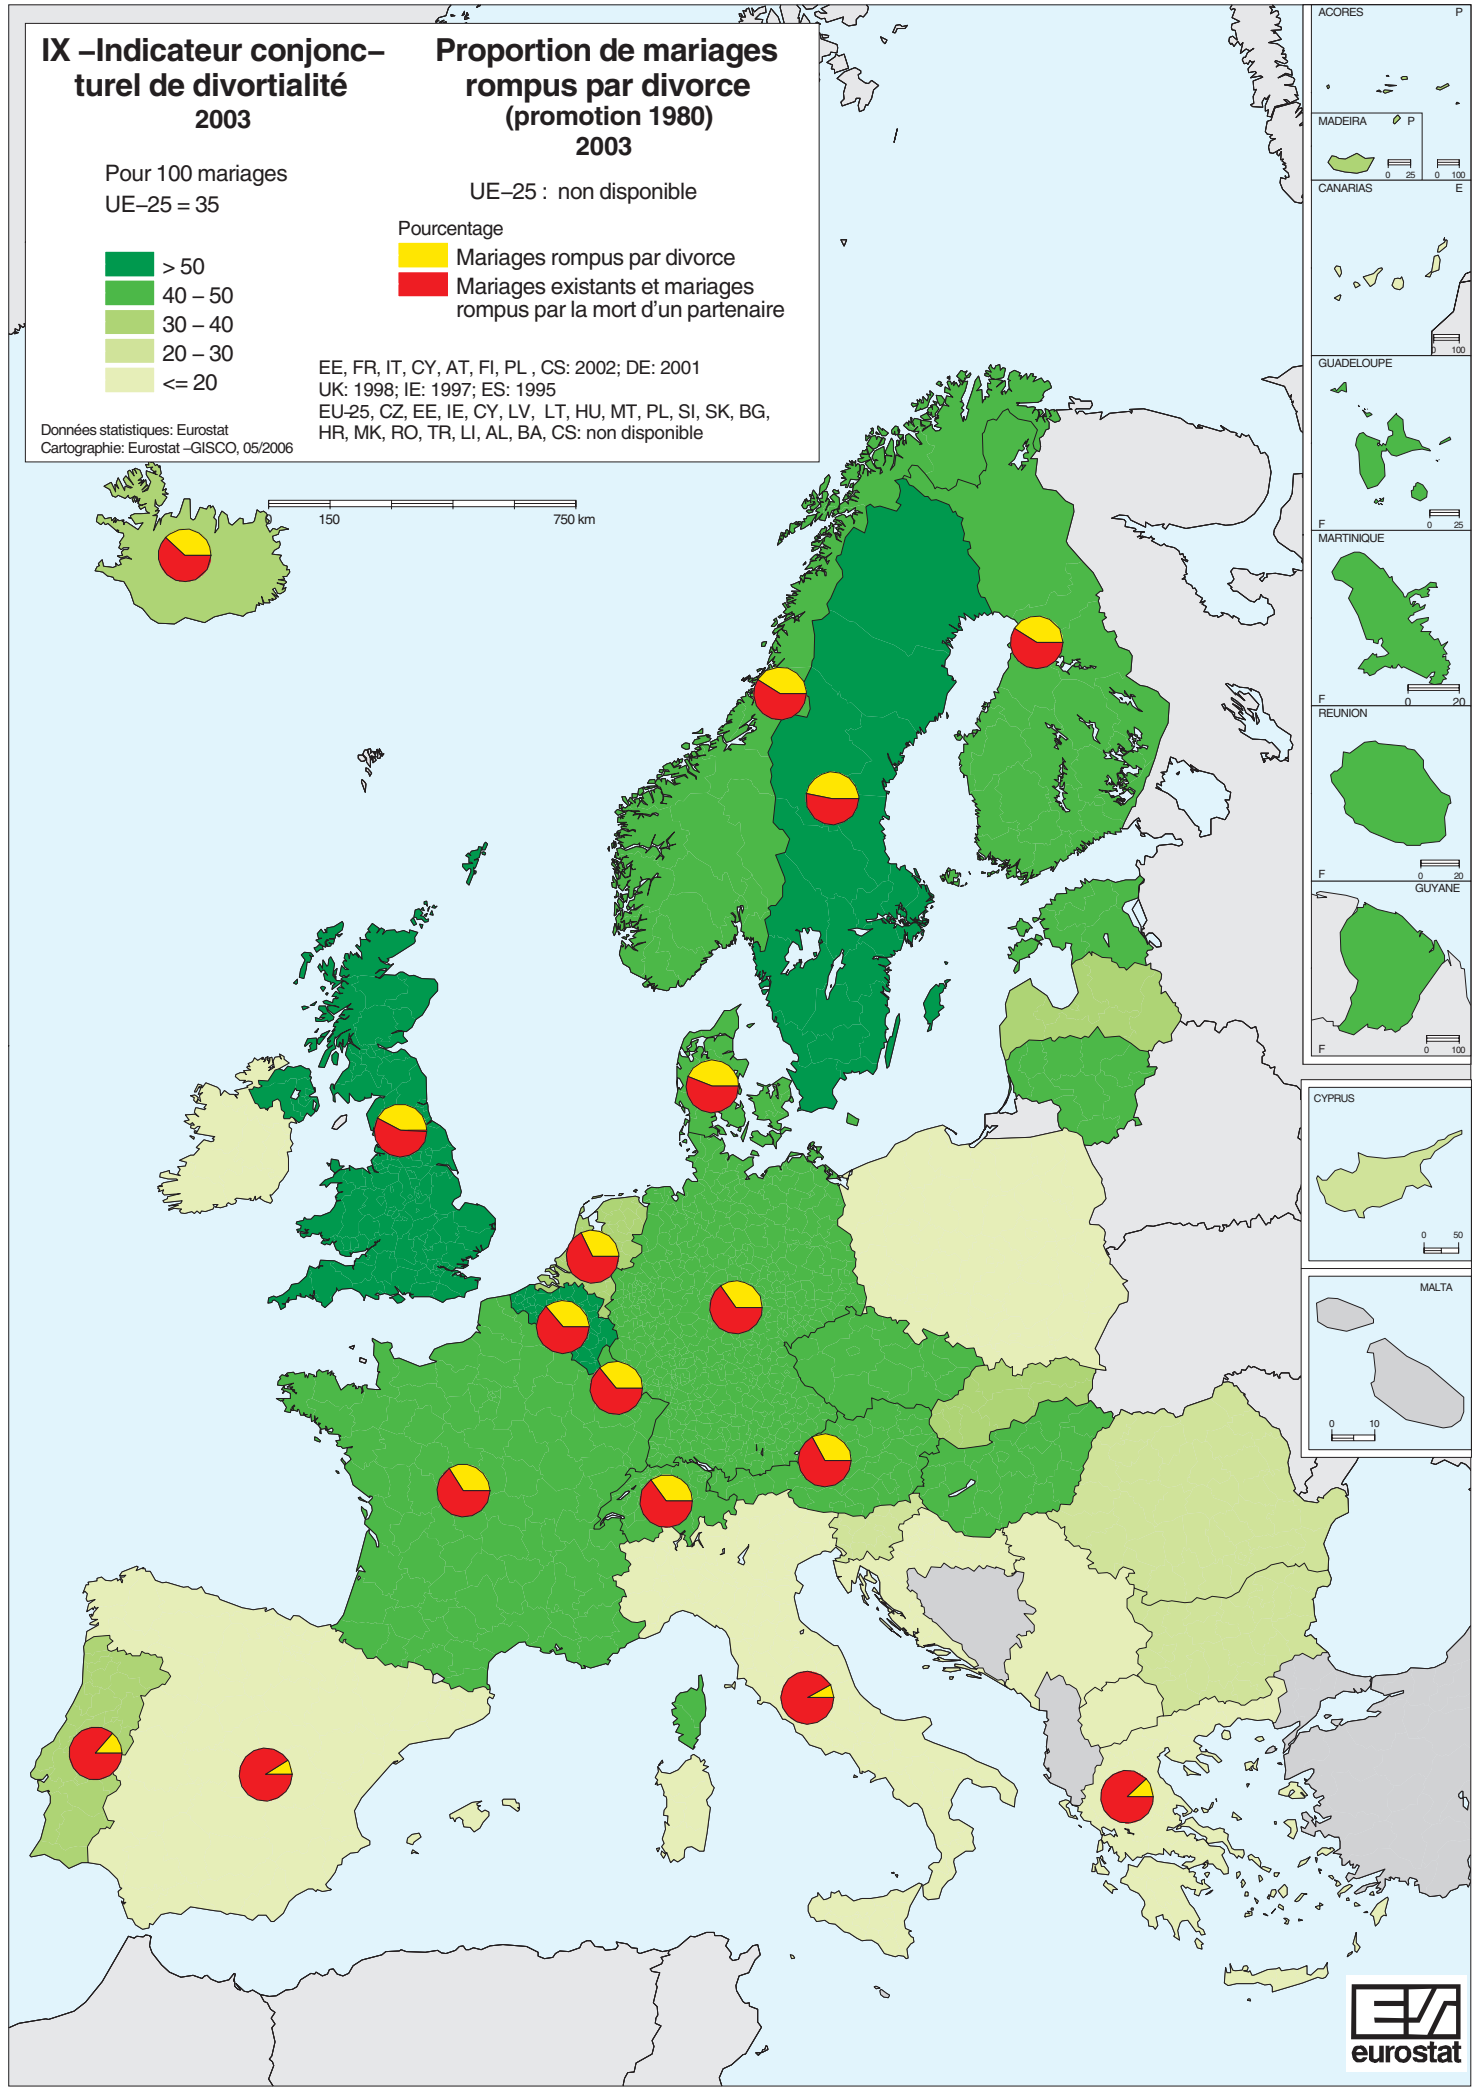 IX –Indicateur conjonc–
turel de divortialité
2003
Pour 100 mariages
UE–25 = 35
> 50
40 – 50
30 – 40
20 – 30
<= 20
Données statistiques: Eurostat
Cartographie: Eurostat –GISCO, 05/2006
Proportion de mariages
rompus par divorce
(promotion 1980)
2003
UE–25 : non disponible
Pourcentage
Mariages rompus par divorce
Mariages existants et mariages
rompus par la mort d'un partenaire
EE, FR, IT, CY, AT, FI, PL , CS: 2002; DE: 2001
UK: 1998; IE: 1997; ES: 1995
EU-25, CZ, EE, IE, CY, LV, LT, HU, MT, PL, SI, SK, BG,
HR, MK, RO, TR, LI, AL, BA, CS: non disponible
0 150 750 km
ACORES P
MADEIRA P
0 25 0 100
CANARIAS E
0 100
GUADELOUPE
F 0 25
MARTINIQUE
F 0 20
REUNION
F 0 20
GUYANE
F 0 100
CYPRUS
0 50
MALTA
0 10
eurostat